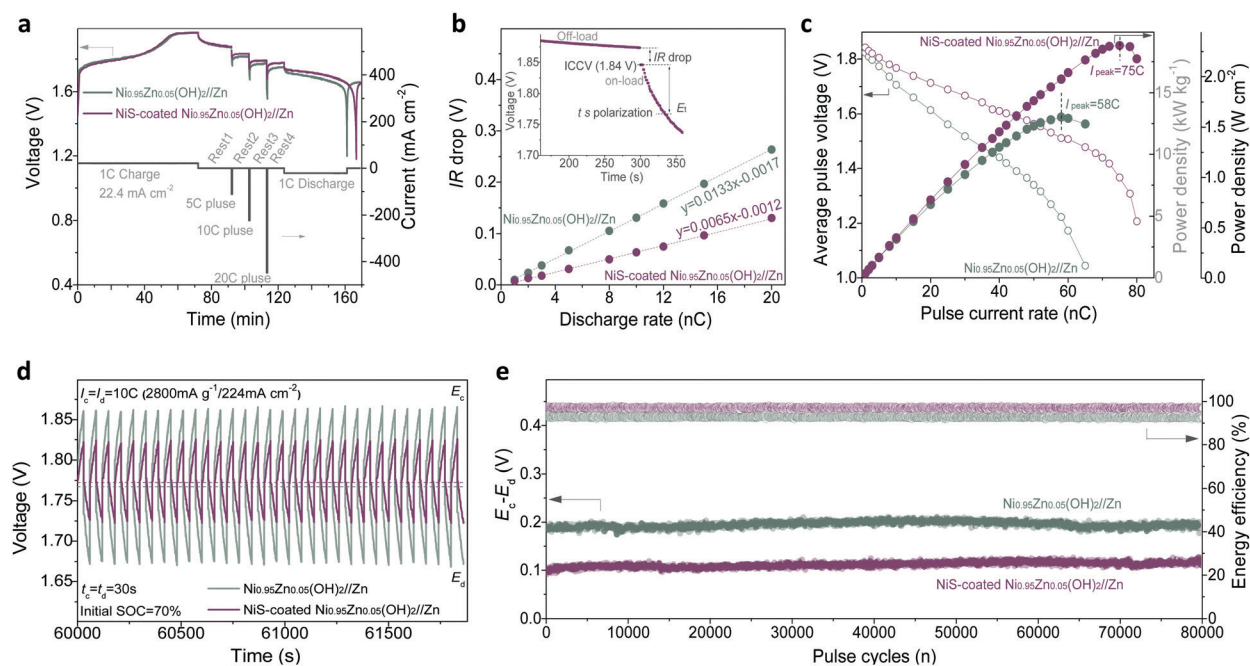 a
Voltage (V)
2.0
1.6
1.2
0.8
0.4
Ni0.95Zn0.05(OH)2//Zn
NiS-coated Ni0.95Zn0.05(OH)2//Zn
Rest1
Rest2
Rest3
Rest4
1C Charge
22.4 mA cm-2
5C pluse
10C pluse
20C pluse
1C Discharge
400
300
200
100
0
-100
-200
-300
-400
Current (mA cm-2)
0 40 80 120 160
Time (min)
b
IR drop (V)
0.4
0.3
0.2
0.1
0.0
Off-load
IR drop
ICCV (1.84 V)
on-load
t s polarization
Et
Voltage (V)
1.85
1.80
1.75
1.70
200 250 300 350
Time (s)
y=0.0133x-0.0017
y=0.0065x-0.0012
Ni0.95Zn0.05(OH)2//Zn
NiS-coated Ni0.95Zn0.05(OH)2//Zn
0 4 8 12 16 20
Discharge rate (nC)
c
Average pulse voltage (V)
1.8
1.6
1.4
1.2
1.0
NiS-coated Ni0.95Zn0.05(OH)2//Zn
Ipeak=75C
Ipeak=58C
Ni0.95Zn0.05(OH)2//Zn
15
10
5
0
Power density (kW kg-1)
2.0
1.5
1.0
0.5
0.0
Power density (W cm-2)
0 20 40 60 80
Pulse current rate (nC)
d
Voltage (V)
1.85
1.80
1.75
1.70
1.65
Ic=Id=10C (2800mA g-1/224mA cm-2)
Ec
Ed
tc=td=30s
Initial SOC=70%
Ni0.95Zn0.05(OH)2//Zn
NiS-coated Ni0.95Zn0.05(OH)2//Zn
60000 60500 61000 61500
Time (s)
e
Ec-Ed (V)
0.4
0.3
0.2
0.1
0.0
Ni0.95Zn0.05(OH)2//Zn
NiS-coated Ni0.95Zn0.05(OH)2//Zn
100
80
60
40
20
0
Energy efficiency (%)
0 10000 20000 30000 40000 50000 60000 70000 80000
Pulse cycles (n)